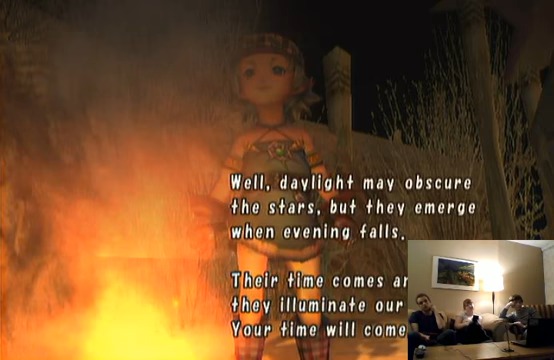 Well, daylight may obscure
the stars, but they emerge
when evening falls.
Their time comes
they illuminate our
Your time will come